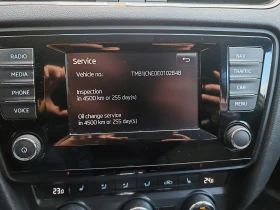 RADIO
MEDIA
PHONE
VOICE
Service
Vehicle no.:
Inspection
in 4500 km or 255 day(s)
Oil change service
in 4500 km or 255 day(s)
NAV
TRAFFIC
CAR
MENU